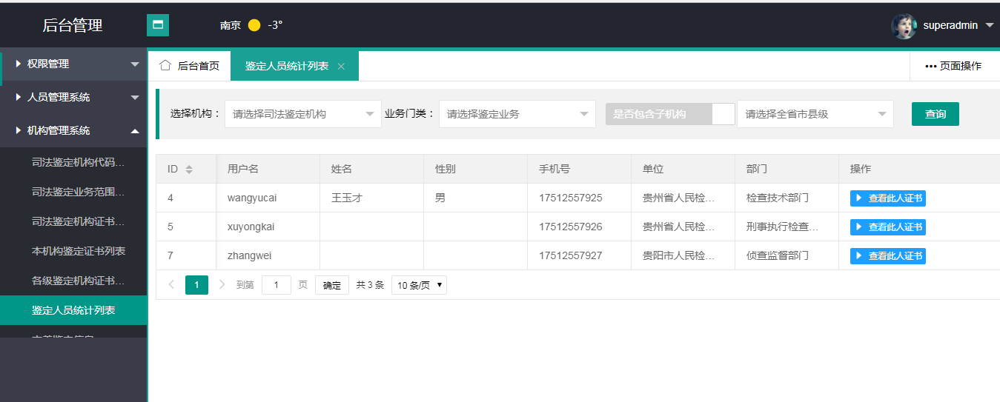 后台管理
南京 -3°
superadmin
权限管理
人员管理系统
机构管理系统
司法鉴定机构代码...
司法鉴定业务范围...
司法鉴定机构证书...
本机构鉴定证书列表
各级鉴定机构证书...
鉴定人员统计列表
后台首页
鉴定人员统计列表
页面操作
选择机构： 请选择司法鉴定机构 业务门类： 请选择鉴定业务 是否包含子机构 请选择全省市县级 查询
ID 用户名 姓名 性别 手机号 单位 部门 操作
4 wangyucai 王玉才 男 17512557925 贵州省人民检... 检查技术部门 查看此人证书
5 xuyongkai 17512557926 贵州省人民检... 刑事执行检查... 查看此人证书
7 zhangwei 17512557927 贵阳市人民检... 侦查监督部门 查看此人证书
1 到第 1 页 确定 共 3 条 10 条/页